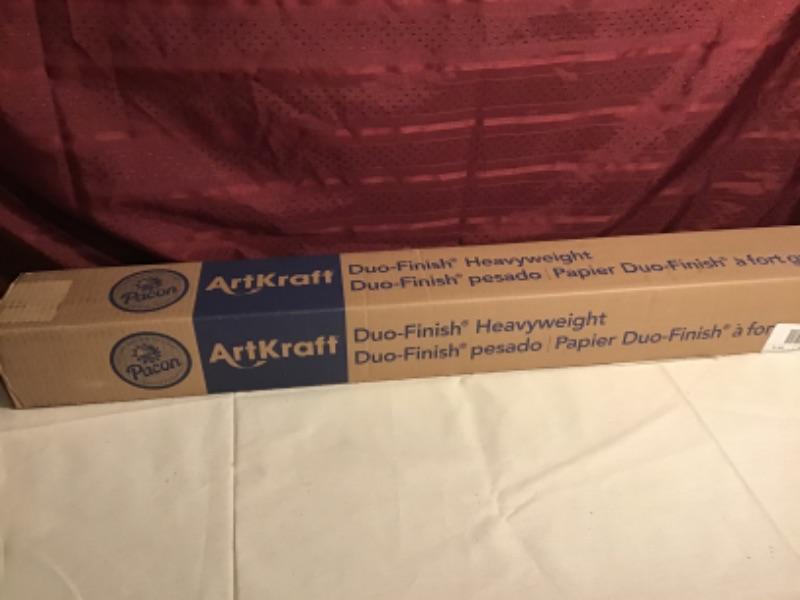 Pacon
ArtKraft
Duo-Finish® Heavyweight
Duo-Finish® pesado | Papier Duo-Finish® à fort g
Pacon
ArtKraft
Duo-Finish® Heavyweight
Duo-Finish® pesado | Papier Duo-Finish® à for